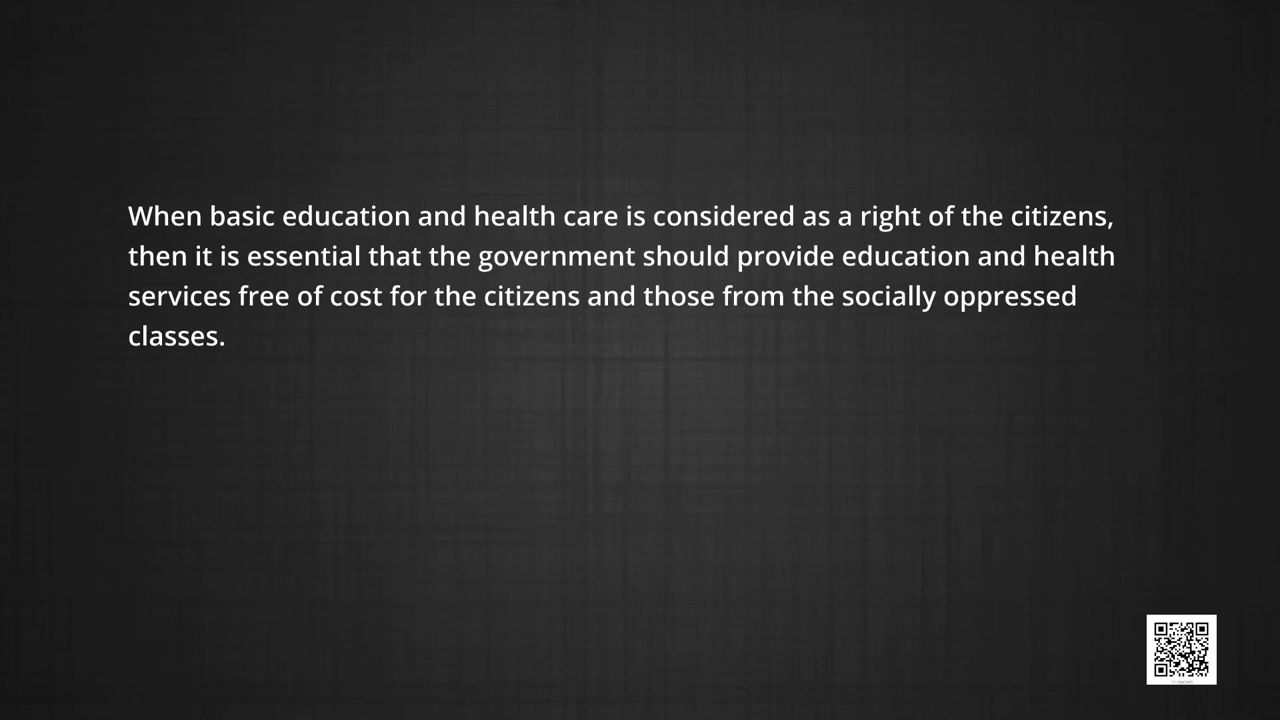 When basic education and health care is considered as a right of the citizens,
then it is essential that the government should provide education and health
services free of cost for the citizens and those from the socially oppressed
classes.